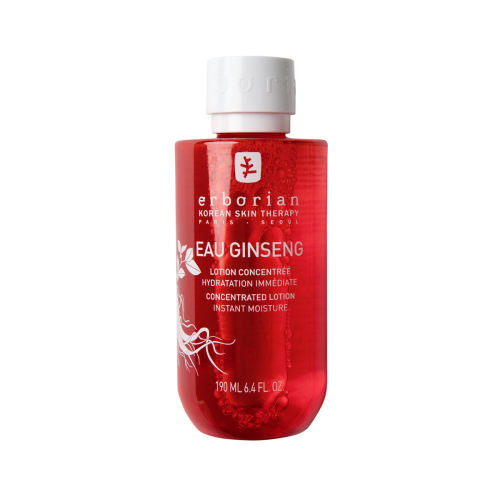 erborian
KOREAN SKIN THERAPY
PARIS · SEOUL
EAU GINSENG
LOTION CONCENTRÉE
HYDRATATION IMMÉDIATE
CONCENTRATED LOTION
INSTANT MOISTURE
190 ML 6.4 FL. OZ.